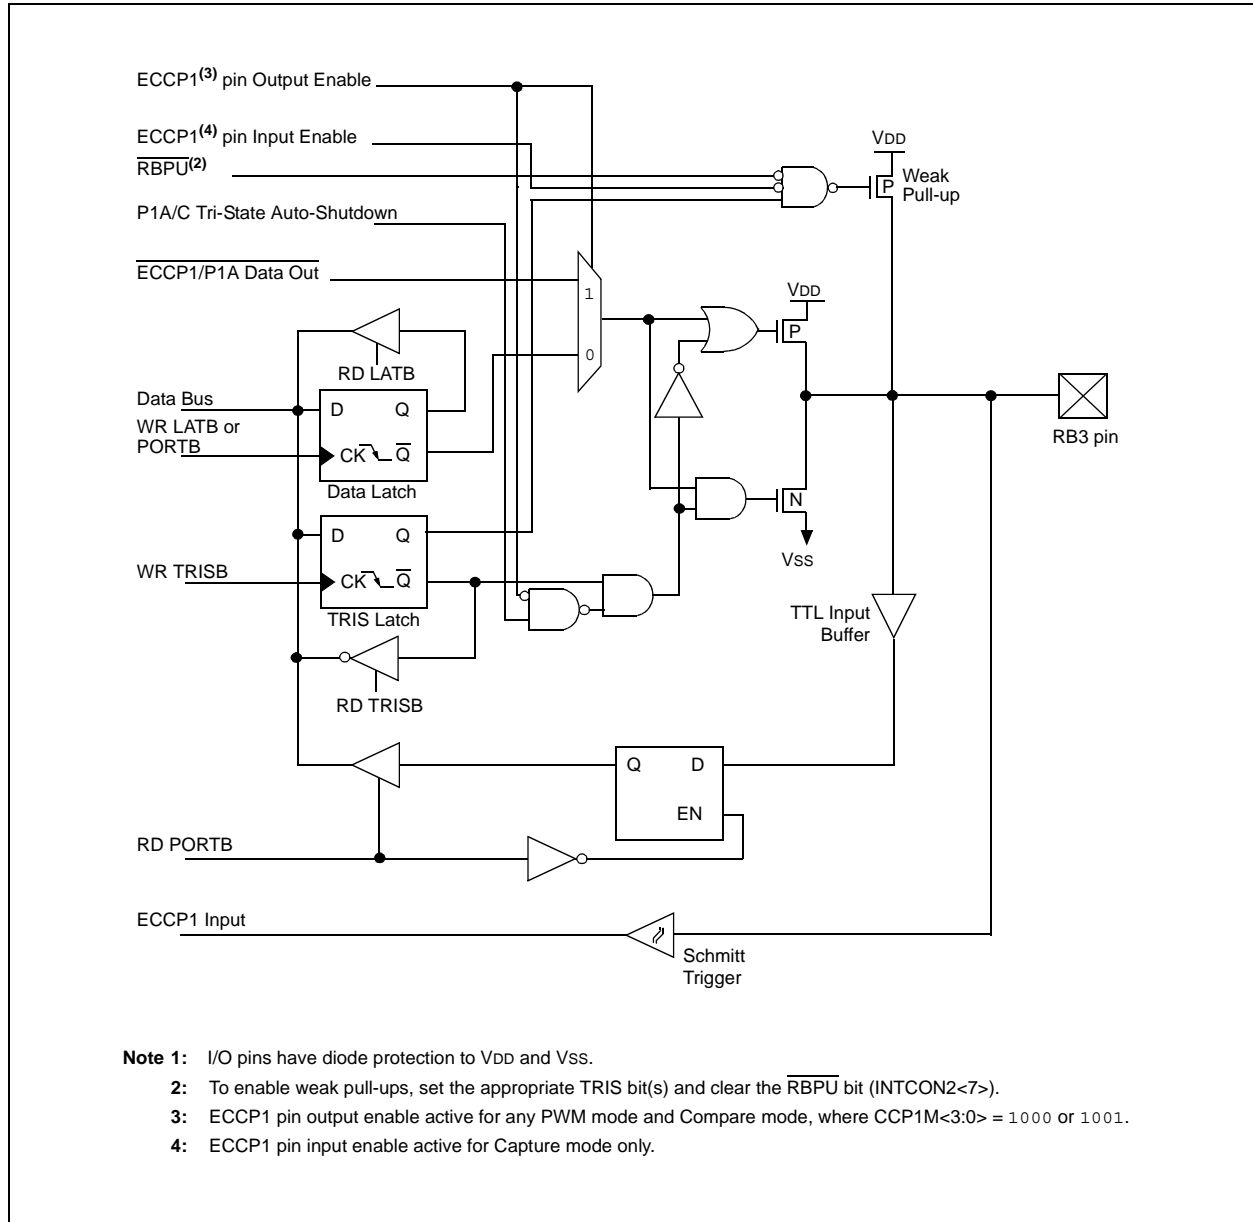 ECCP1(3) pin Output Enable
ECCP1(4) pin Input Enable
RBPU(2)
P1A/C Tri-State Auto-Shutdown
ECCP1/P1A Data Out
VDD
P
Weak
Pull-up
1
0
VDD
P
RD LATB
Data Bus
WR LATB or
PORTB
D Q
CK Q
Data Latch
RB3 pin
N
VSS
D Q
CK Q
TRIS Latch
WR TRISB
TTL Input
Buffer
RD TRISB
Q D
EN
RD PORTB
ECCP1 Input
Schmitt
Trigger
Note 1: I/O pins have diode protection to VDD and VSS.
2: To enable weak pull-ups, set the appropriate TRIS bit(s) and clear the RBPU bit (INTCON2<7>).
3: ECCP1 pin output enable active for any PWM mode and Compare mode, where CCP1M<3:0> = 1000 or 1001.
4: ECCP1 pin input enable active for Capture mode only.